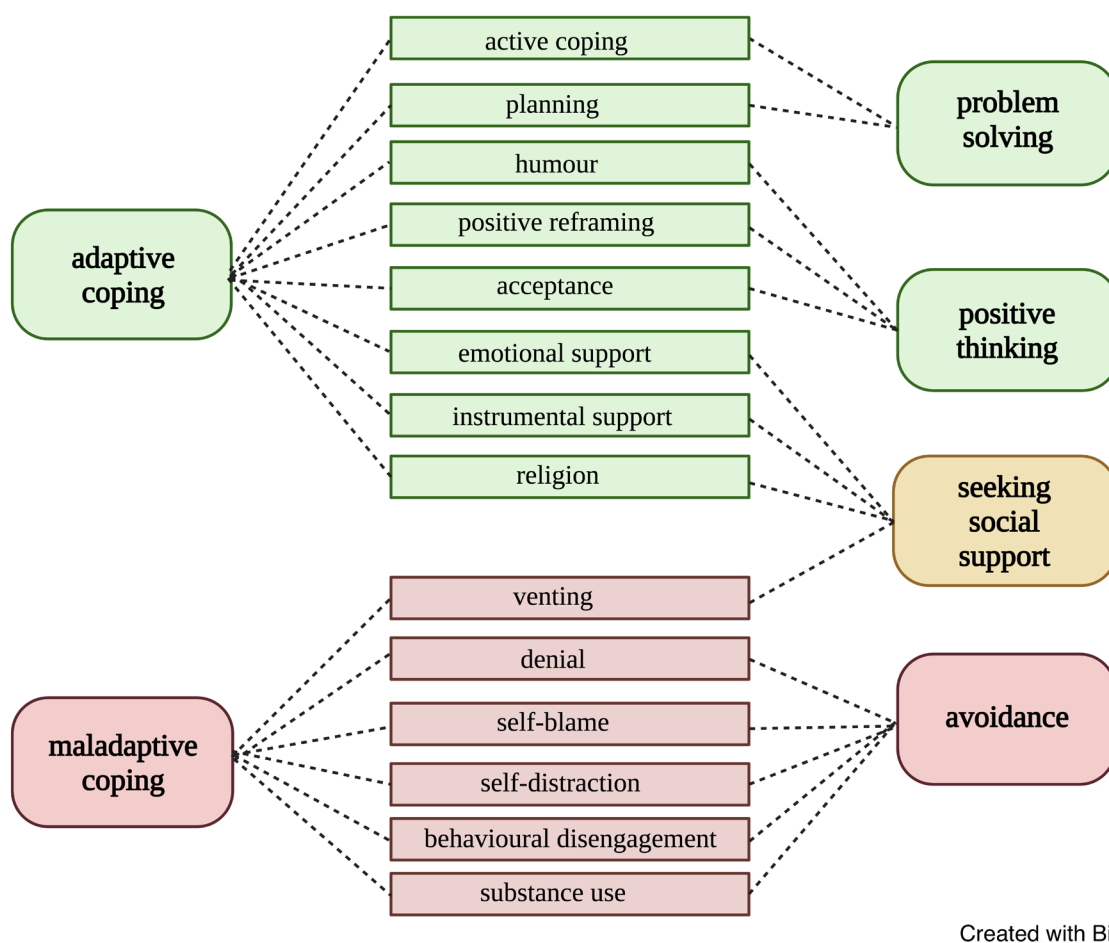 active coping
planning
humour
positive reframing
acceptance
emotional support
instrumental support
religion
venting
denial
self-blame
self-distraction
behavioural disengagement
substance use
adaptive
coping
maladaptive
coping
problem
solving
positive
thinking
seeking
social
support
avoidance
Created with